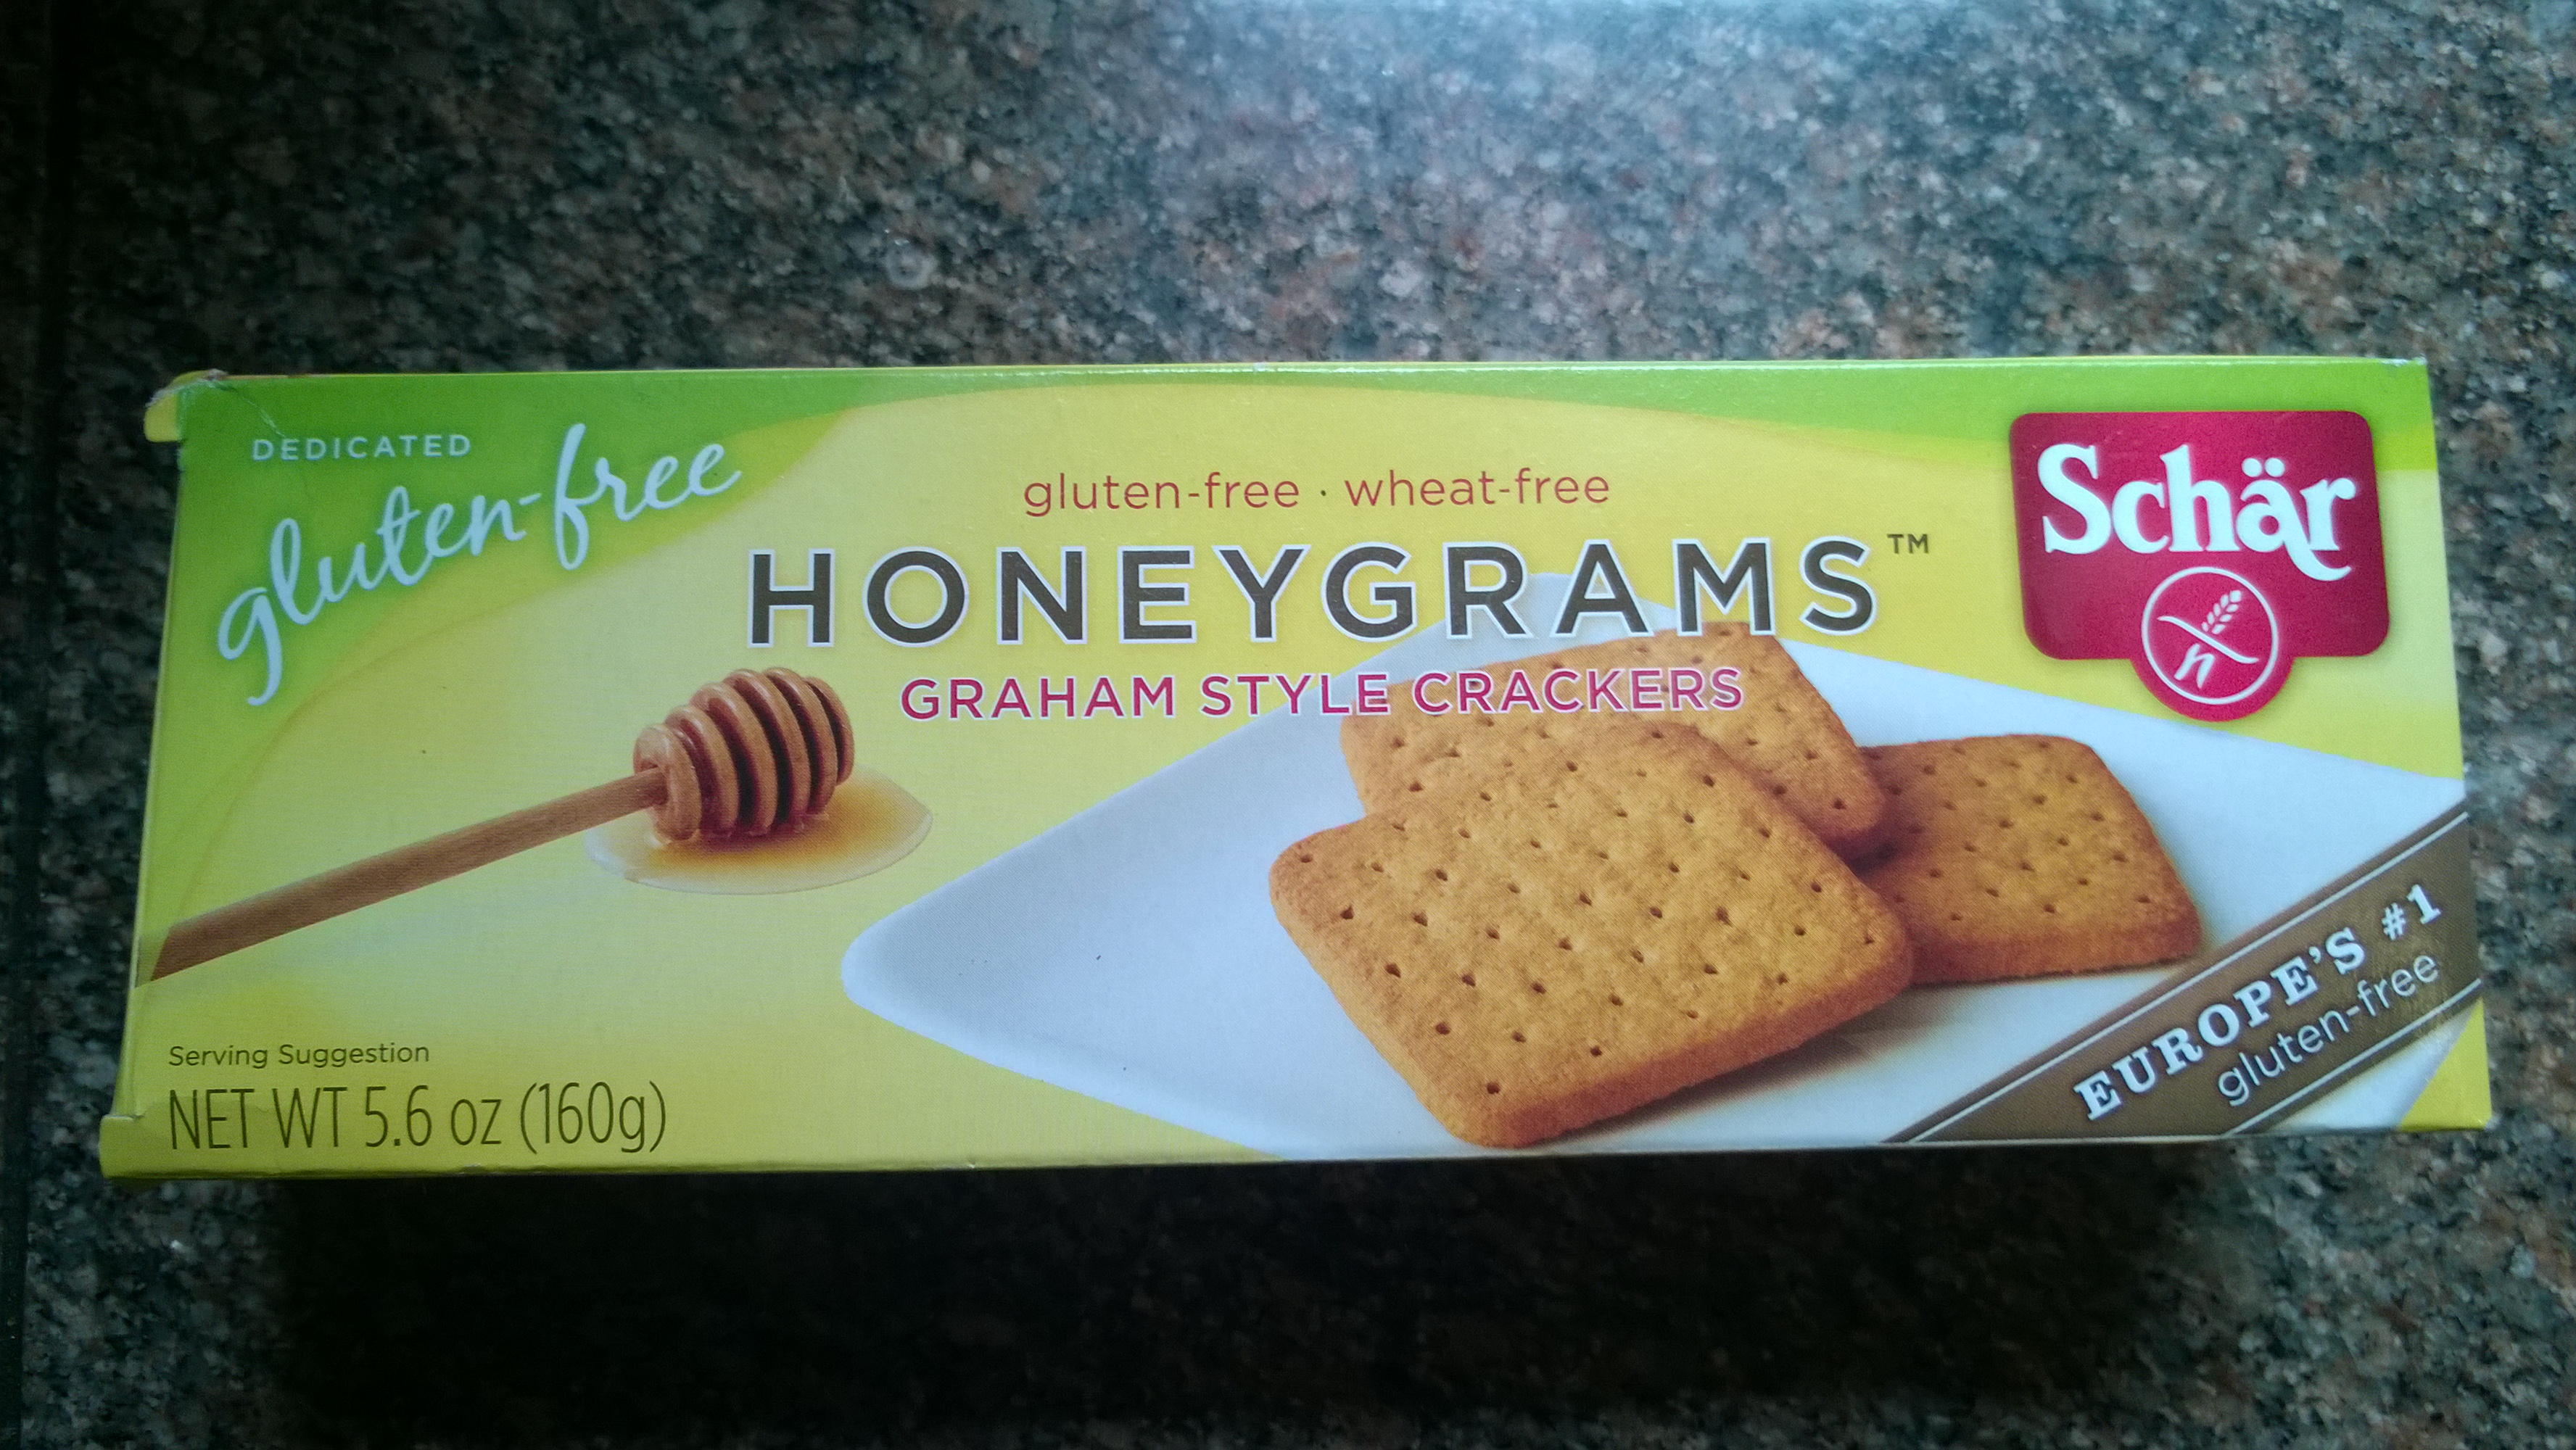 DEDICATED
gluten-free
gluten-free · wheat-free
HONEYGRAMS™
GRAHAM STYLE CRACKERS
Schär
EUROPE'S #1
gluten-free
Serving Suggestion
NET WT 5.6 oz (160g)